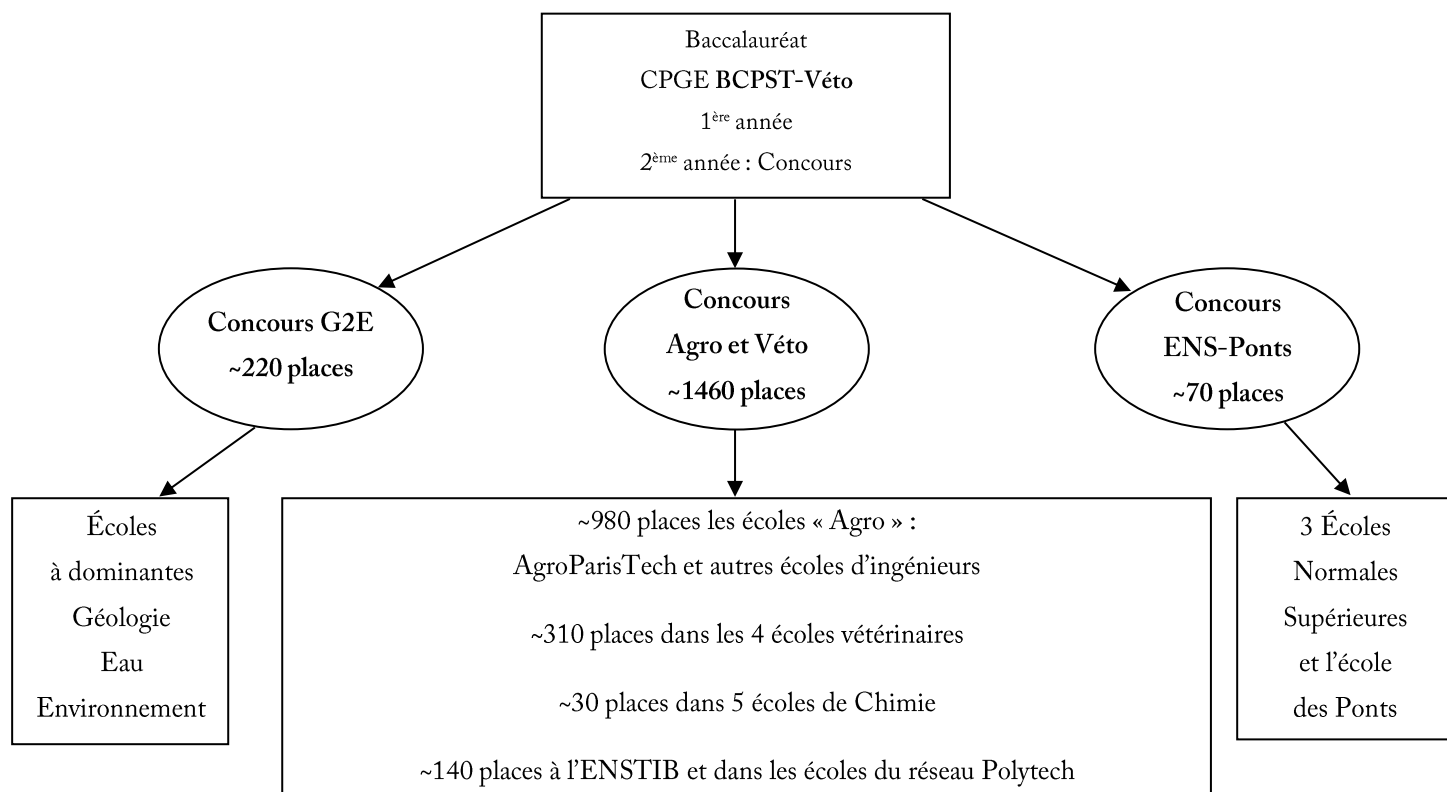 Baccalauréat
CPGE BCPST-Véto
1ère année
2ème année : Concours
Concours G2E
~220 places
Concours
Agro et Véto
~1460 places
Concours
ENS-Ponts
~70 places
Écoles
à dominantes
Géologie
Eau
Environnement
~980 places les écoles « Agro » :
AgroParisTech et autres écoles d'ingénieurs
~310 places dans les 4 écoles vétérinaires
~30 places dans 5 écoles de Chimie
~140 places à l'ENSTIB et dans les écoles du réseau Polytech
3 Écoles
Normales
Supérieures
et l'école
des Ponts